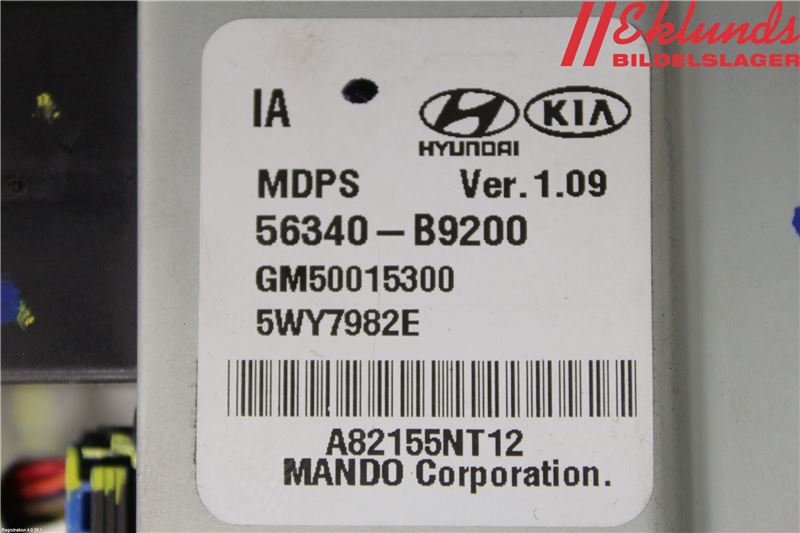 Eklunds
BILDELSLAGER
IA
HYUNDAI
KIA
MDPS Ver. 1.09
56340-B9200
GM50015300
5WY7982E
A82155NT12
MANDO Corporation.